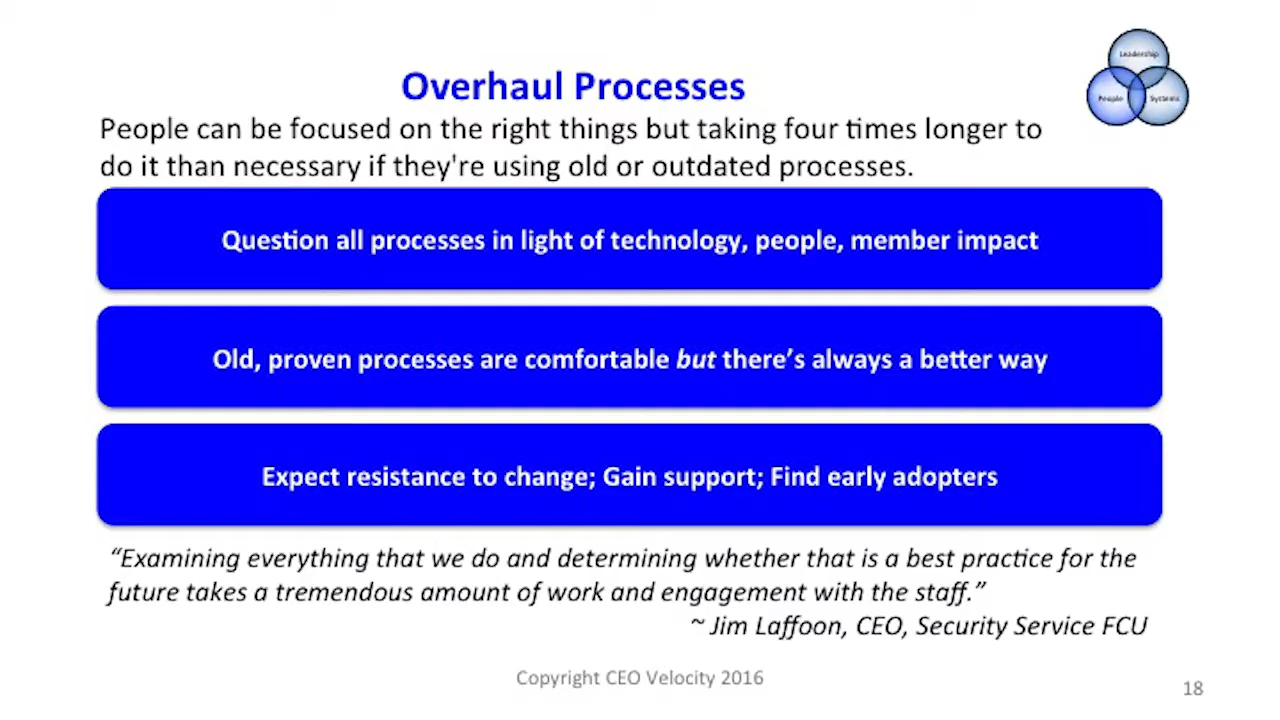 Leadership
People
Systems
Overhaul Processes
People can be focused on the right things but taking four times longer to
do it than necessary if they're using old or outdated processes.
Question all processes in light of technology, people, member impact
Old, proven processes are comfortable but there’s always a better way
Expect resistance to change; Gain support; Find early adopters
“Examining everything that we do and determining whether that is a best practice for the
future takes a tremendous amount of work and engagement with the staff.”
~ Jim Laffoon, CEO, Security Service FCU
Copyright CEO Velocity 2016
18